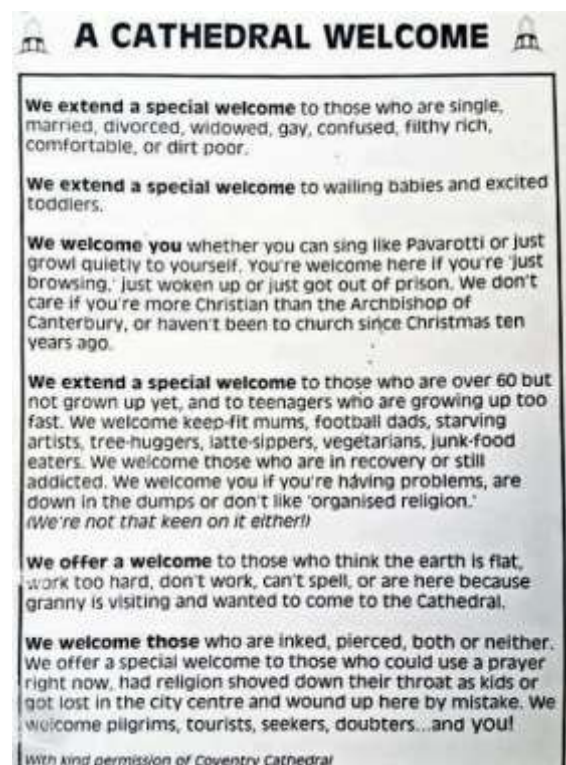 A CATHEDRAL WELCOME
We extend a special welcome to those who are single,
married, divorced, widowed, gay, confused, filthy rich,
comfortable, or dirt poor.
We extend a special welcome to wailing babies and excited
toddlers.
We welcome you whether you can sing like Pavarotti or just
growl quietly to yourself. You're welcome here if you're 'just
browsing,' just woken up or just got out of prison. We don't
care if you're more Christian than the Archbishop of
Canterbury, or haven't been to church since Christmas ten
years ago.
We extend a special welcome to those who are over 60 but
not grown up yet, and to teenagers who are growing up too
fast. We welcome keep-fit mums, football dads, starving
artists, tree-huggers, latte-sippers, vegetarians, junk-food
eaters. We welcome those who are in recovery or still
addicted. We welcome you if you're having problems, are
down in the dumps or don't like 'organised religion.'
(We're not that keen on it either!)
We offer a welcome to those who think the earth is flat,
work too hard, don't work, can't spell, or are here because
granny is visiting and wanted to come to the Cathedral.
We welcome those who are inked, pierced, both or neither.
We offer a special welcome to those who could use a prayer
right now, had religion shoved down their throat as kids or
got lost in the city centre and wound up here by mistake. We
welcome pilgrims, tourists, seekers, doubters...and you!
With kind permission of Coventry Cathedral